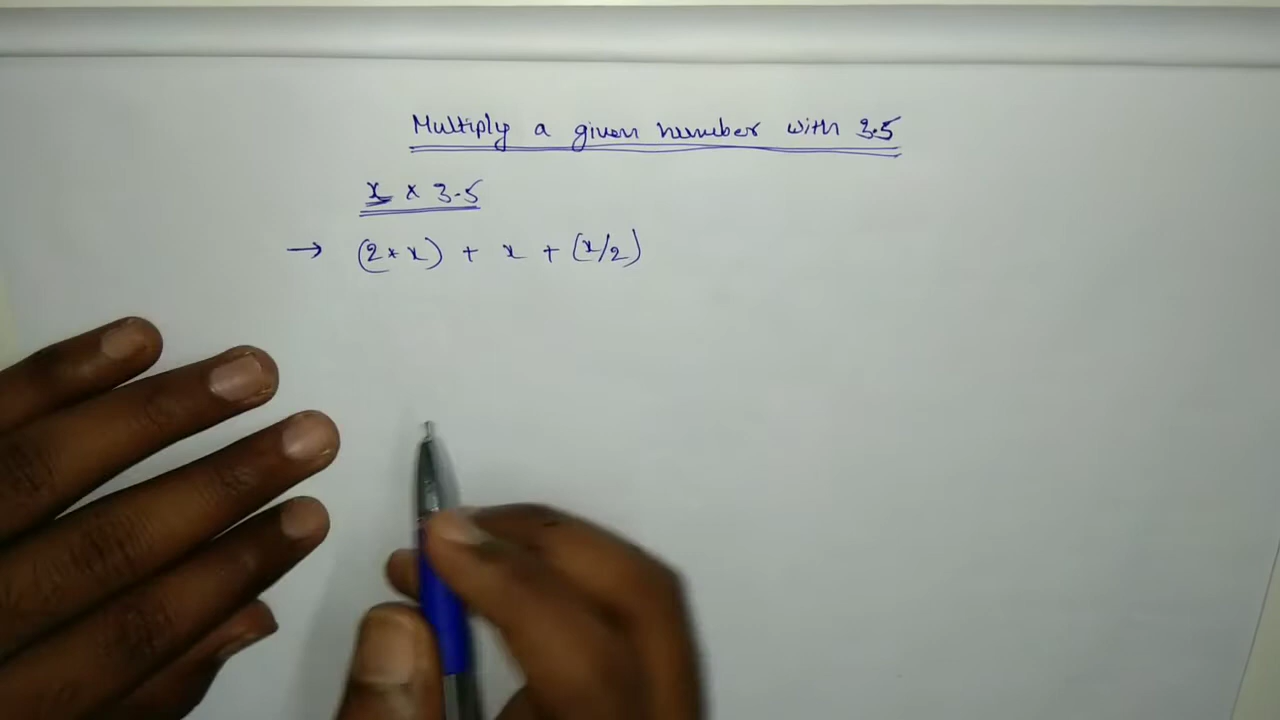 Multiply a given number with 3.5
x * 3.5
→ (2 * x) + x + (x/2)